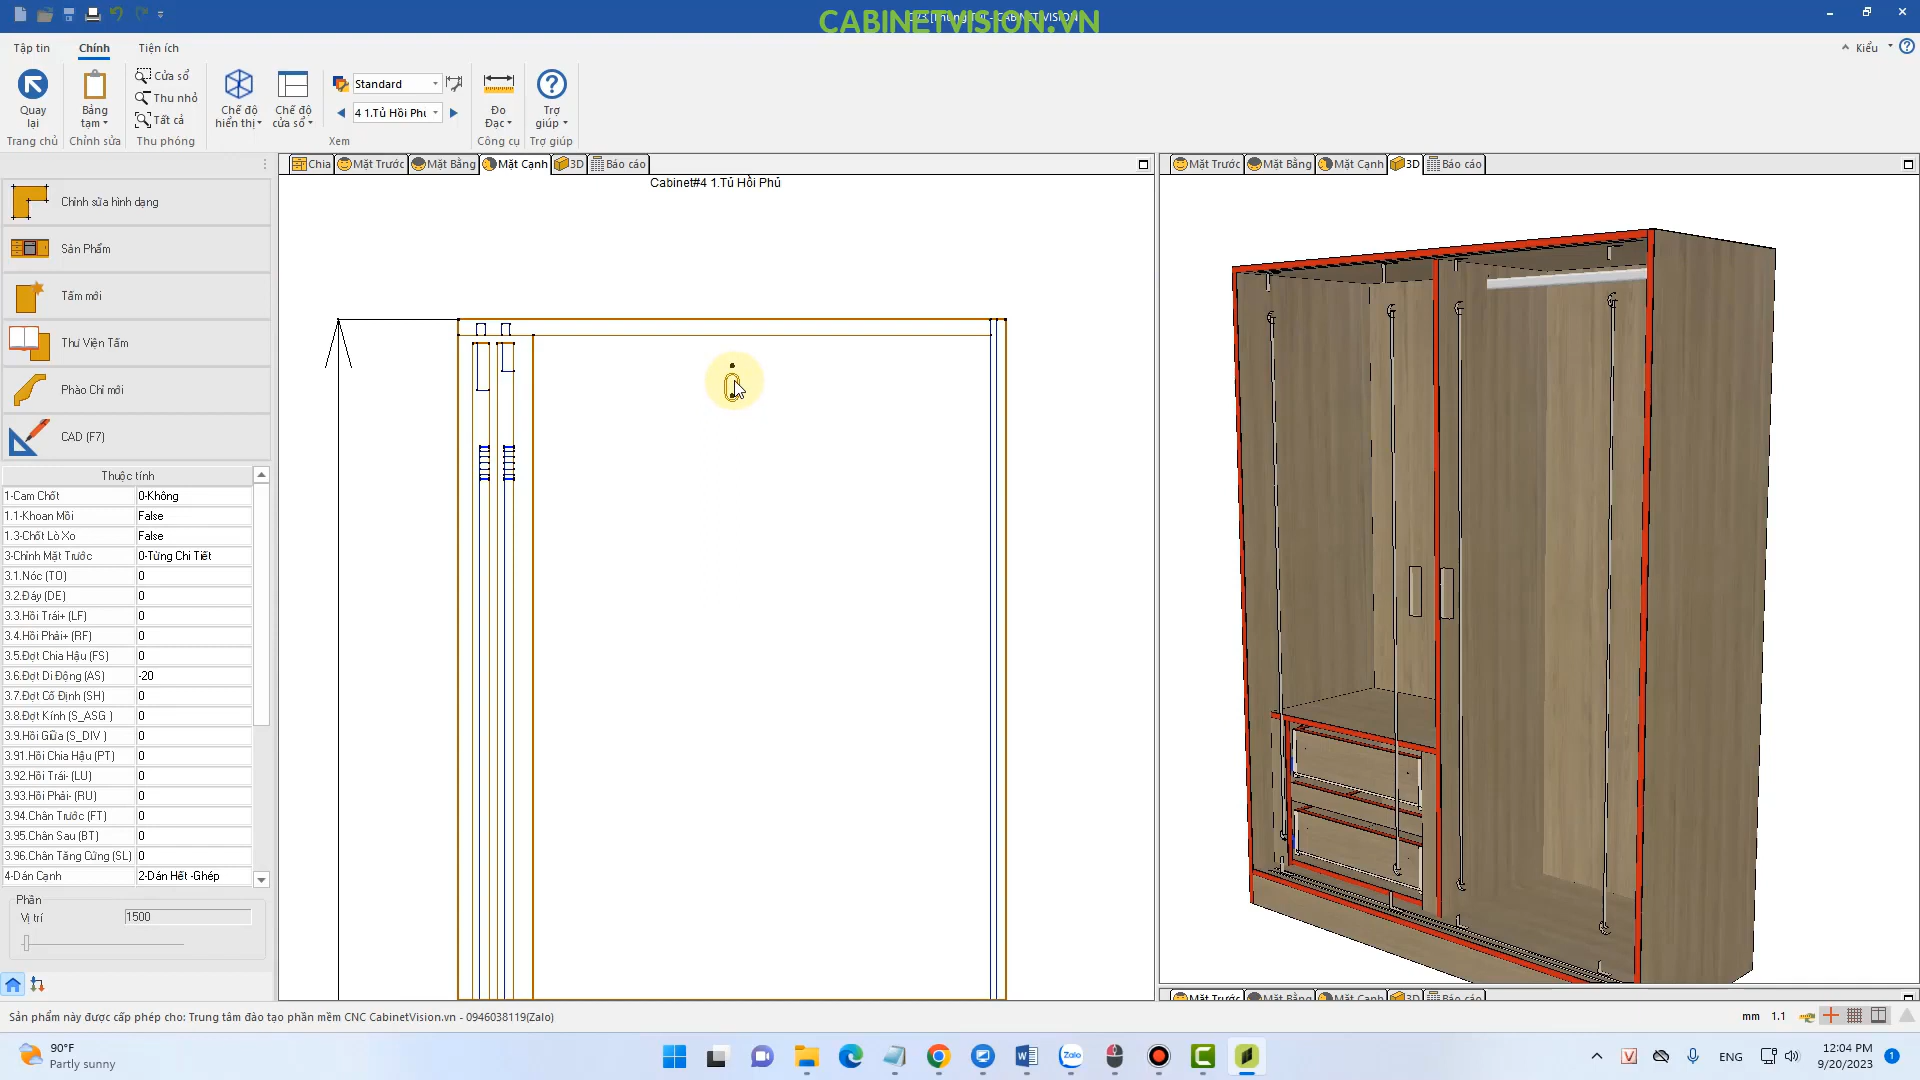 CABINETVISION.VN
Tập tin
Chính
Tiện ích
Kiểu
Quay lại
Trang chủ
Bảng tạm
Chỉnh sửa
Cửa sổ
Thu nhỏ
Tất cả
Thu phóng
Chế độ hiển thị
Chế độ cửa sổ
Standard
4 1.Tủ Hồi Phủ
Xem
Đo Đạc
Công cụ
Trợ giúp
Trợ giúp
Chia
Mặt Trước
Mặt Bằng
Mặt Cạnh
3D
Báo cáo
Mặt Trước
Mặt Bằng
Mặt Cạnh
3D
Báo cáo
Cabinet#4 1.Tủ Hồi Phủ
Chỉnh sửa hình dạng
Sản Phẩm
Tấm mới
Thư Viện Tấm
Phào Chỉ mới
CAD (F7)
Thuộc tính
1-Cam Chốt 0-Không
1.1-Khoan Mồi False
1.3-Chốt Lò Xo False
3-Chỉnh Mặt Trước 0-Từng Chi Tiết
3.1.Nóc (TO) 0
3.2.Đáy (DE) 0
3.3.Hồi Trái+ (LF) 0
3.4.Hồi Phải+ (RF) 0
3.5.Đợt Chia Hậu (FS) 0
3.6.Đợt Di Động (AS) -20
3.7.Đợt Cố Định (SH) 0
3.8.Đợt Kính (S_ASG ) 0
3.9.Hồi Giữa (S_DIV ) 0
3.91.Hồi Chia Hậu (PT) 0
3.92.Hồi Trái- (LU) 0
3.93.Hồi Phải- (RU) 0
3.94.Chân Trước (FT) 0
3.95.Chân Sau (BT) 0
3.96.Chân Tăng Cứng (SL) 0
4-Dán Cạnh 2-Dán Hết -Ghép
Phần
Vị trí 1500
Mặt Trước
Mặt Bằng
Mặt Cạnh
3D
Báo cáo
Sản phẩm này được cấp phép cho: Trung tâm đào tạo phần mềm CNC CabinetVision.vn - 0946038119(Zalo)
mm 1.1
90°F
Partly sunny
Zalo
ENG
12:04 PM
9/20/2023
1